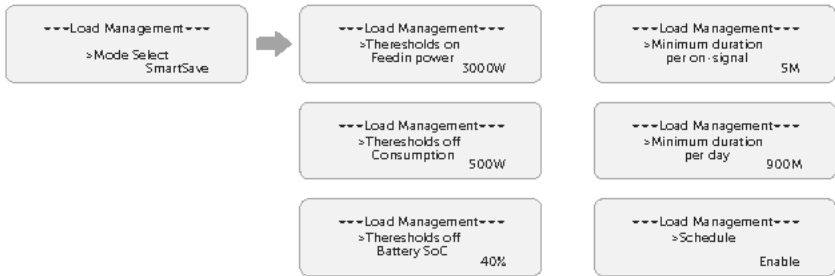 ---Load Management---
>Mode Select
SmartSave
---Load Management---
>Theresholds on
Feedin power
3000W
---Load Management---
>Theresholds off
Consumption
500W
---Load Management---
>Theresholds off
Battery SoC
40%
---Load Management---
>Minimum duration
per on-signal
5M
---Load Management---
>Minimum duration
per day
900M
---Load Management---
>Schedule
Enable